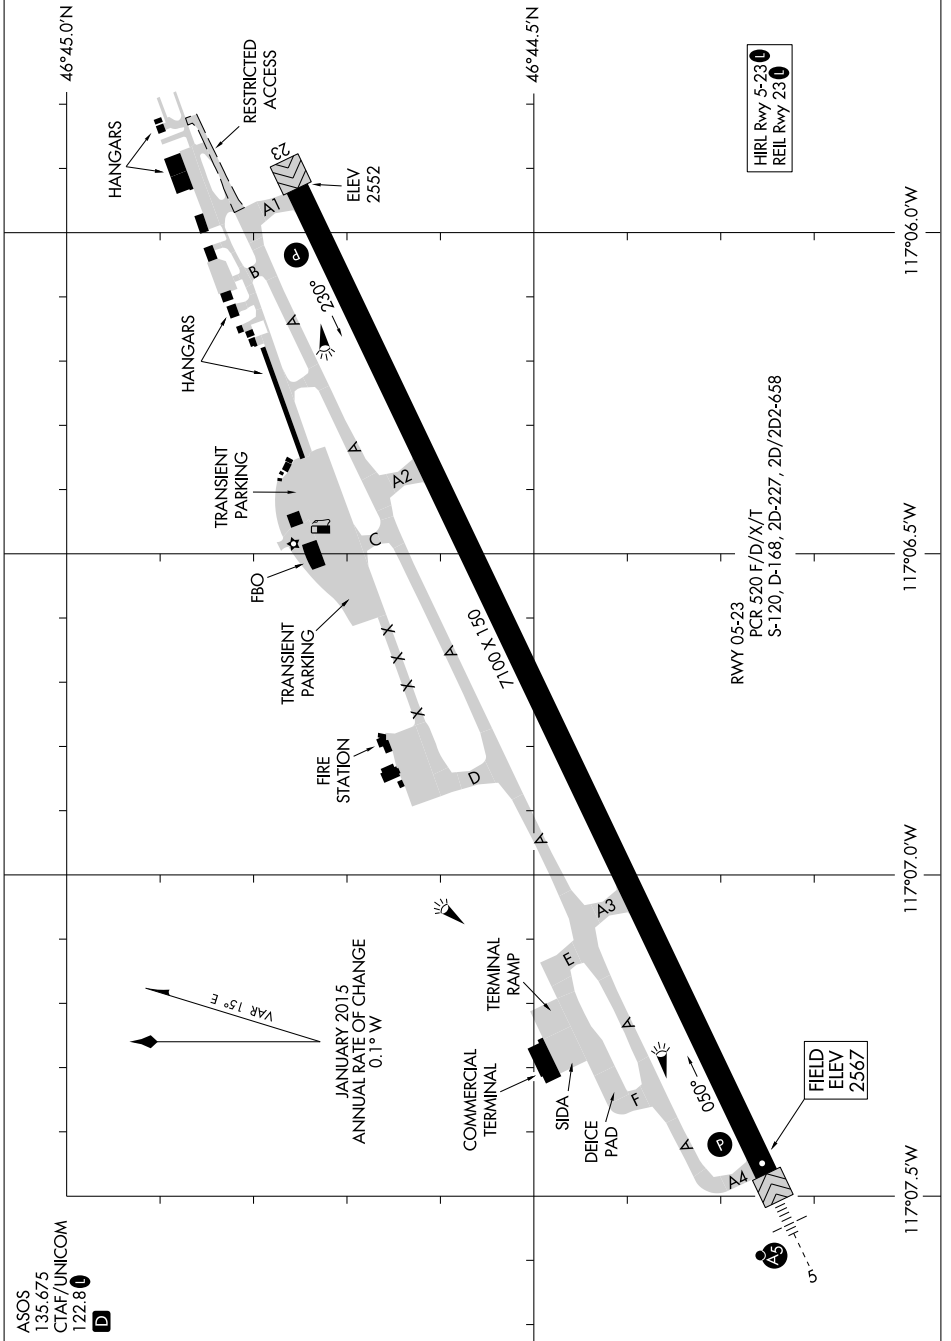 46°45.0'N
46°44.5'N
HANGARS
RESTRICTED
ACCESS
23
ELEV
2552
A1
HIRL Rwy 5-23 L
REIL Rwy 23 L
117°06.0'W
B
P
230°
A
HANGARS
A
TRANSIENT
PARKING
A2
C
FBO
117°06.5'W
TRANSIENT
PARKING
X
X
X
X
A
7100 X 150
RWY 05-23
PCR 520 F/D/X/T
S-120, D-168, 2D-227, 2D/2D2-658
FIRE
STATION
D
A
117°07.0'W
A3
VAR 15° E
JANUARY 2015
ANNUAL RATE OF CHANGE
0.1° W
E
TERMINAL
RAMP
A
COMMERCIAL
TERMINAL
SIDA
DEICE
PAD
F
050°
A
P
FIELD
ELEV
2567
A4
117°07.5'W
A5
5
ASOS
135.675
CTAF/UNICOM
122.8 L
D